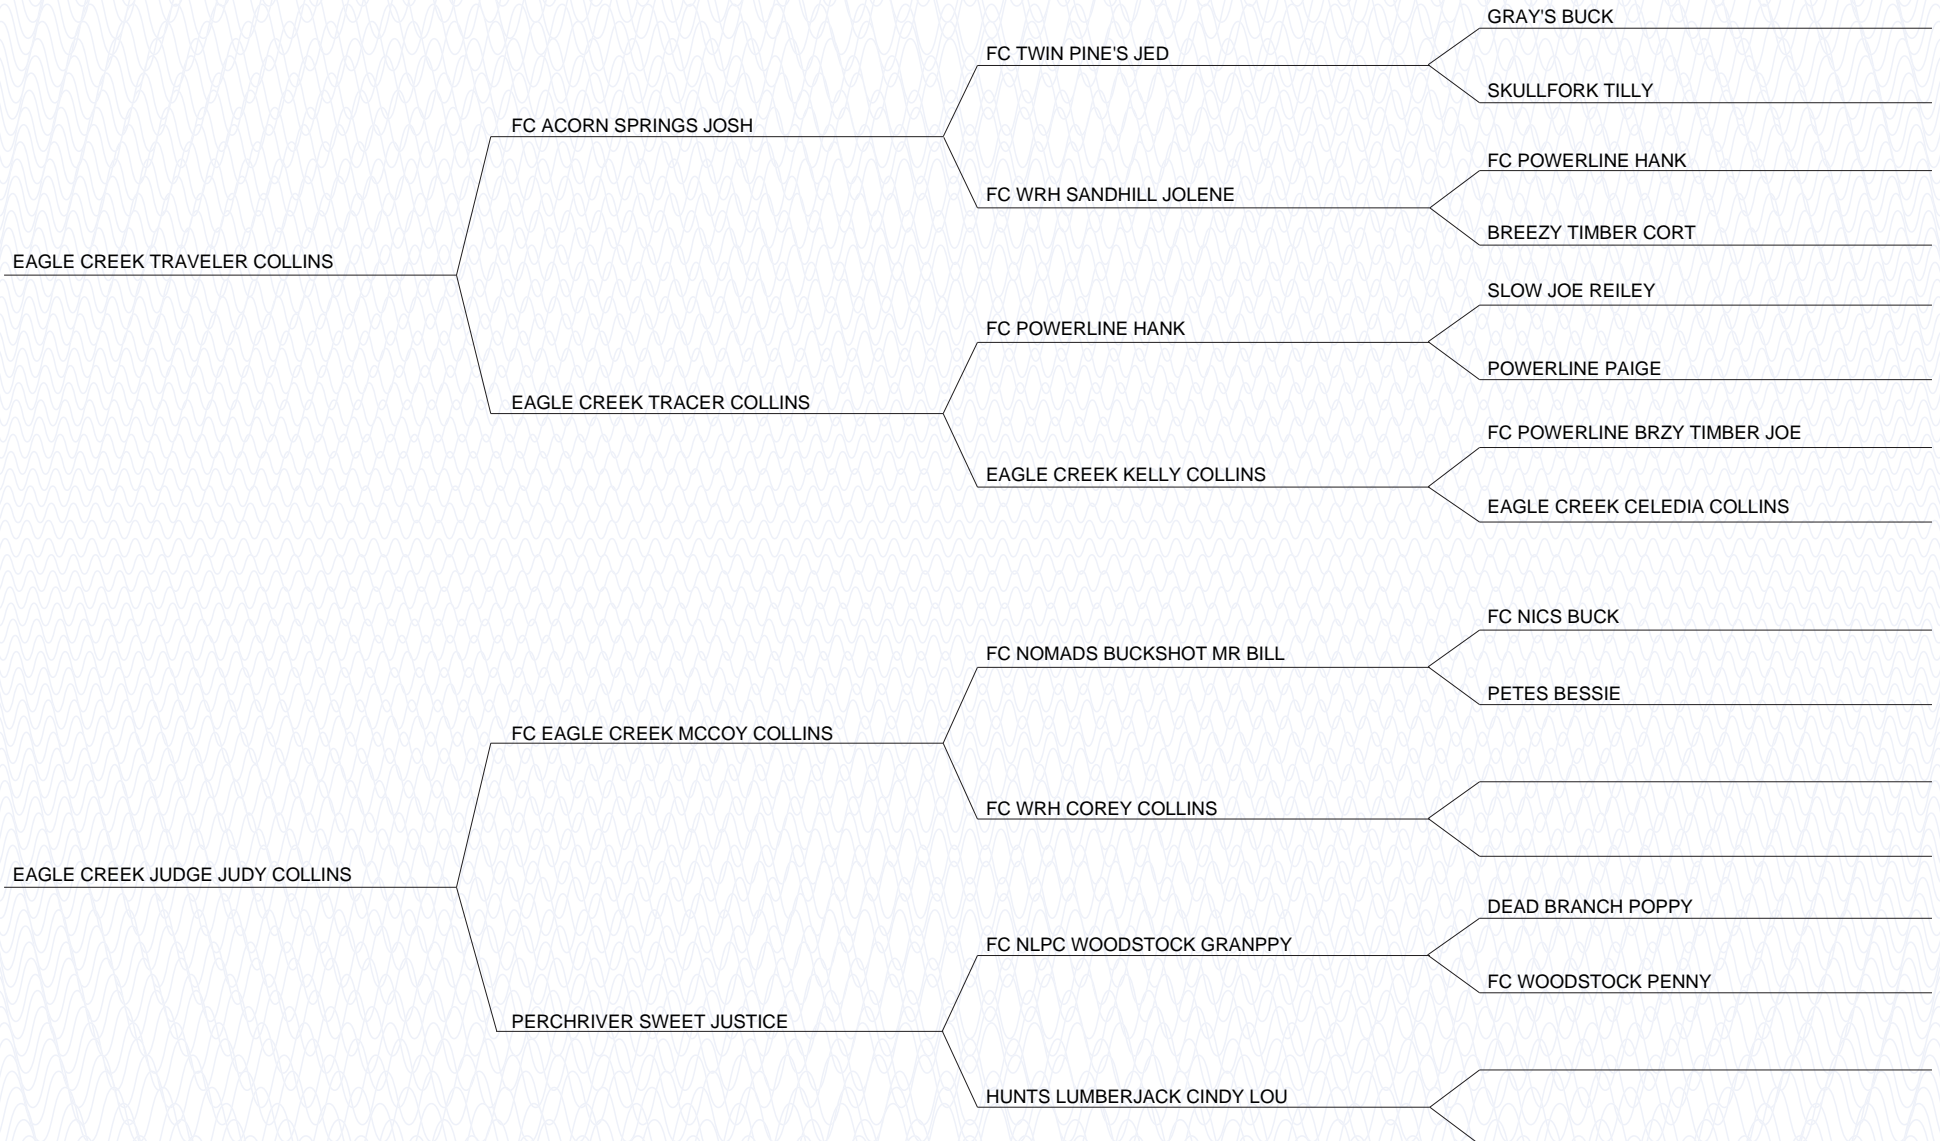 GRAY'S BUCK
FC TWIN PINE'S JED
SKULLFORK TILLY
FC ACORN SPRINGS JOSH
FC POWERLINE HANK
FC WRH SANDHILL JOLENE
BREEZY TIMBER CORT
EAGLE CREEK TRAVELER COLLINS
SLOW JOE REILEY
FC POWERLINE HANK
POWERLINE PAIGE
EAGLE CREEK TRACER COLLINS
FC POWERLINE BRZY TIMBER JOE
EAGLE CREEK KELLY COLLINS
EAGLE CREEK CELEDIA COLLINS
FC NICS BUCK
FC NOMADS BUCKSHOT MR BILL
PETES BESSIE
FC EAGLE CREEK MCCOY COLLINS
FC WRH COREY COLLINS
EAGLE CREEK JUDGE JUDY COLLINS
DEAD BRANCH POPPY
FC NLPC WOODSTOCK GRANPPY
FC WOODSTOCK PENNY
PERCHRIVER SWEET JUSTICE
HUNTS LUMBERJACK CINDY LOU